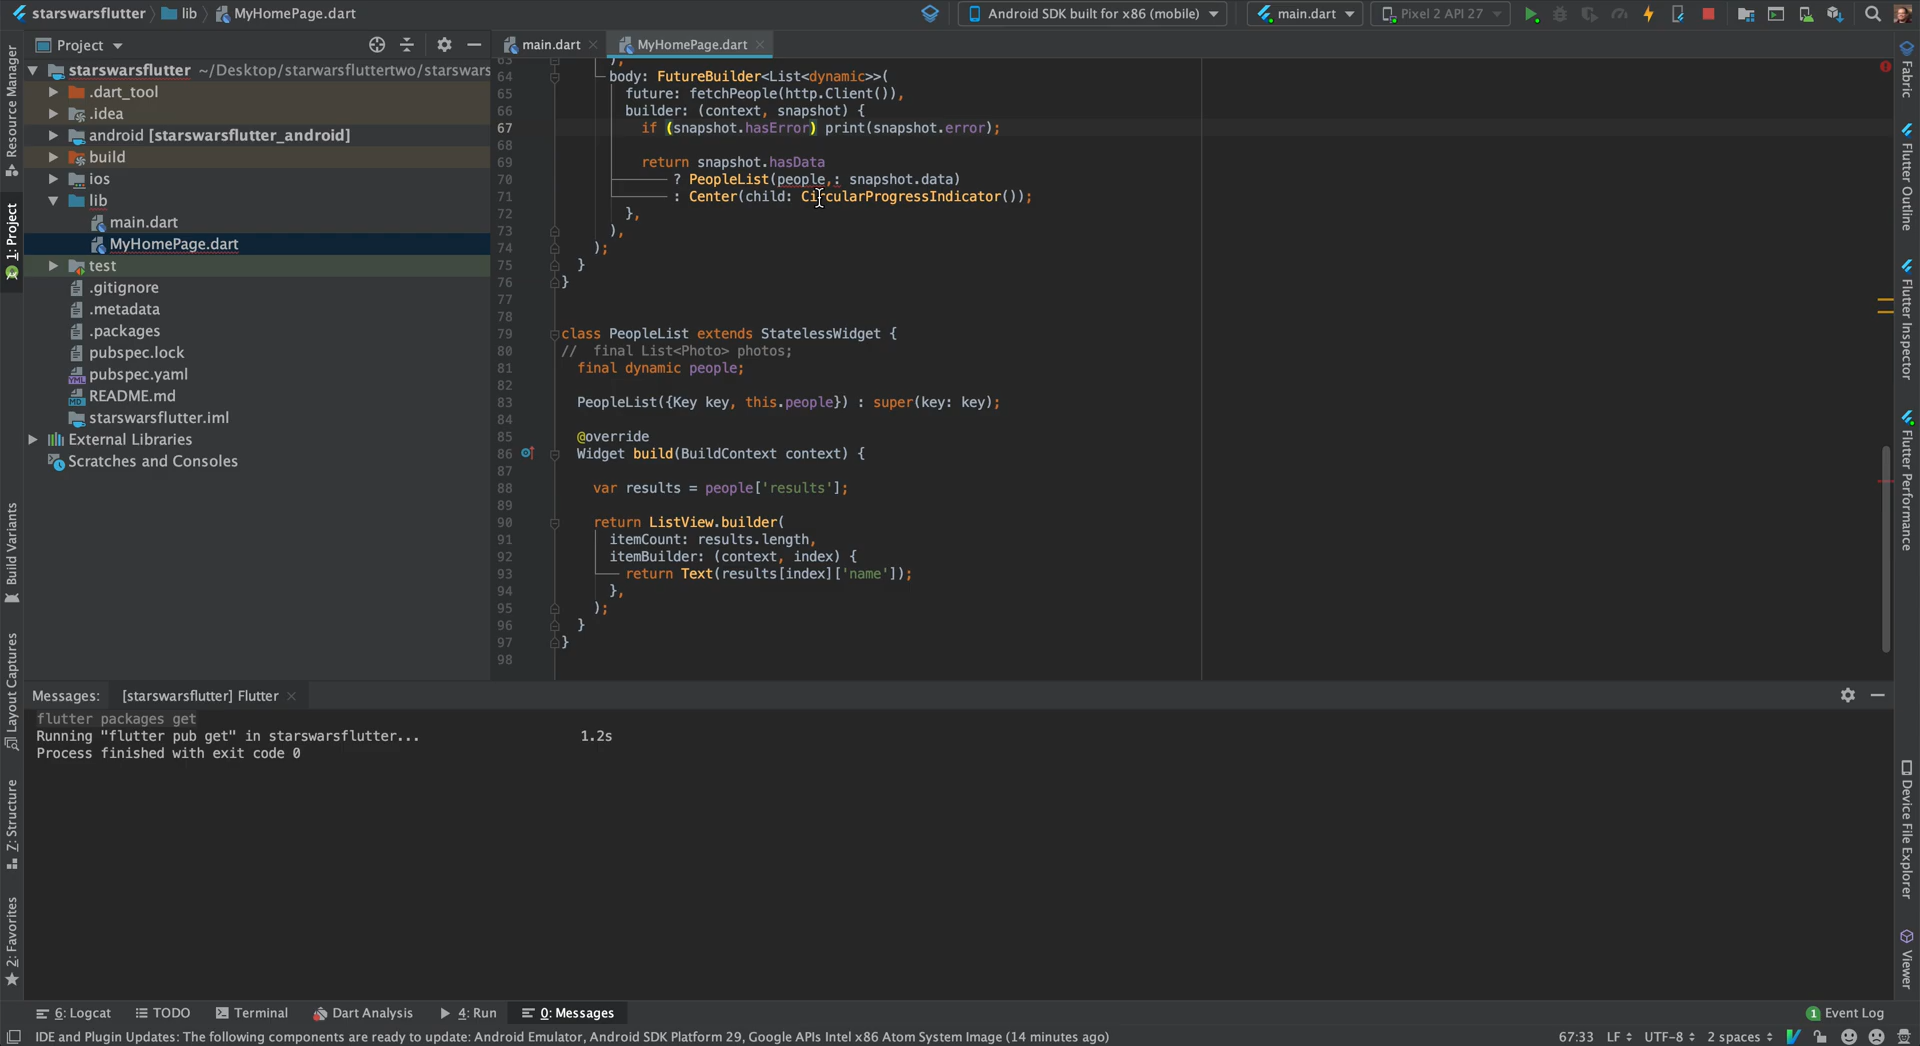 starswarsflutter
lib
MyHomePage.dart
Android SDK built for x86 (mobile)
main.dart
Pixel 2 API 27
Project
main.dart
MyHomePage.dart
Resource Manager
1: Project
Build Variants
Layout Captures
Z: Structure
2: Favorites
starswarsflutter ~/Desktop/starwarsfluttertwo/starswars
.dart_tool
.idea
android [starswarsflutter_android]
build
ios
lib
main.dart
MyHomePage.dart
test
.gitignore
.metadata
.packages
pubspec.lock
pubspec.yaml
README.md
starswarsflutter.iml
External Libraries
Scratches and Consoles
63 ),
64 body: FutureBuilder<List<dynamic>>(
65 future: fetchPeople(http.Client()),
66 builder: (context, snapshot) {
67 if (snapshot.hasError) print(snapshot.error);
68
69 return snapshot.hasData
70 ? PeopleList(people,: snapshot.data)
71 : Center(child: CircularProgressIndicator());
72 },
73 ),
74 );
75 }
76 }
77
78
79 class PeopleList extends StatelessWidget {
80 // final List<Photo> photos;
81 final dynamic people;
82
83 PeopleList({Key key, this.people}) : super(key: key);
84
85 @override
86 Widget build(BuildContext context) {
87
88 var results = people['results'];
89
90 return ListView.builder(
91 itemCount: results.length,
92 itemBuilder: (context, index) {
93 return Text(results[index]['name']);
94 },
95 );
96 }
97 }
98
Fabric
Flutter Outline
Flutter Inspector
Flutter Performance
Device File Explorer
Viewer
Messages: [starswarsflutter] Flutter
flutter packages get
Running "flutter pub get" in starswarsflutter... 1.2s
Process finished with exit code 0
6: Logcat TODO Terminal Dart Analysis 4: Run 0: Messages 1 Event Log
IDE and Plugin Updates: The following components are ready to update: Android Emulator, Android SDK Platform 29, Google APIs Intel x86 Atom System Image (14 minutes ago) 67:33 LF UTF-8 2 spaces